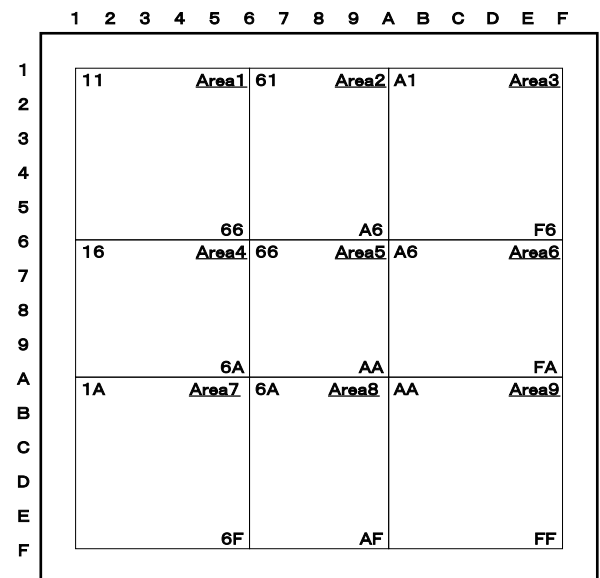 1 2 3 4 5 6 7 8 9 A B C D E F
1
11 Area1 61 Area2 A1 Area3
2
3
4
5
66 A6 F6
6
16 Area4 66 Area5 A6 Area6
7
8
9
6A AA FA
A
1A Area7 6A Area8 AA Area9
B
C
D
E
6F AF FF
F